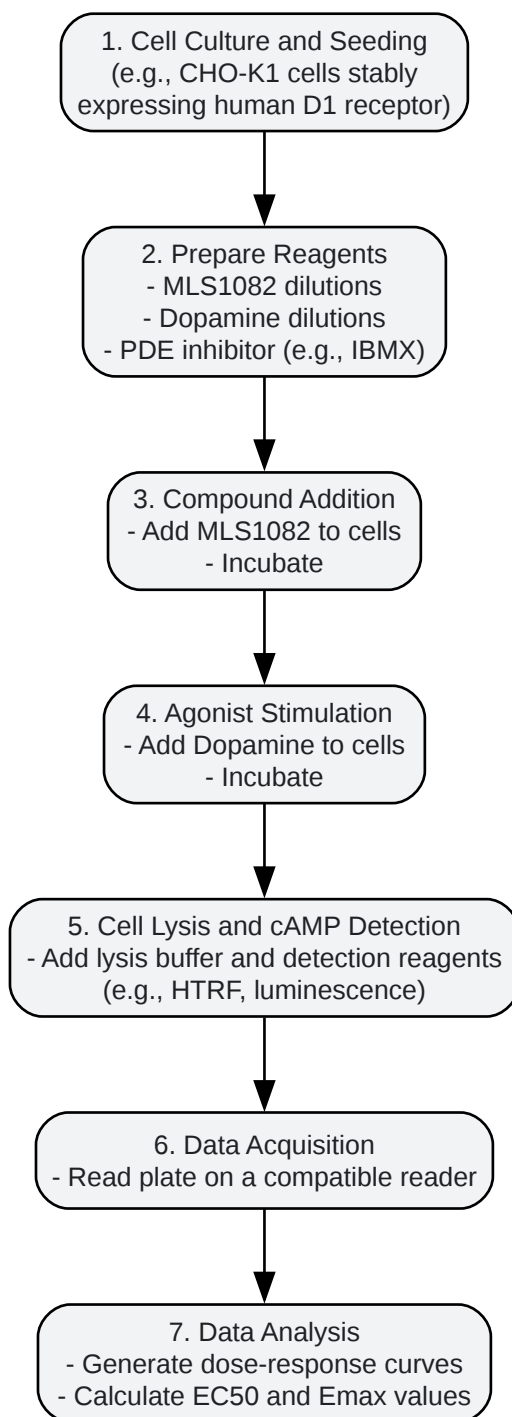 1. Cell Culture and Seeding
(e.g., CHO-K1 cells stably
expressing human D1 receptor)
2. Prepare Reagents
- MLS1082 dilutions
- Dopamine dilutions
- PDE inhibitor (e.g., IBMX)
3. Compound Addition
- Add MLS1082 to cells
- Incubate
4. Agonist Stimulation
- Add Dopamine to cells
- Incubate
5. Cell Lysis and cAMP Detection
- Add lysis buffer and detection reagents
(e.g., HTRF, luminescence)
6. Data Acquisition
- Read plate on a compatible reader
7. Data Analysis
- Generate dose-response curves
- Calculate EC50 and Emax values